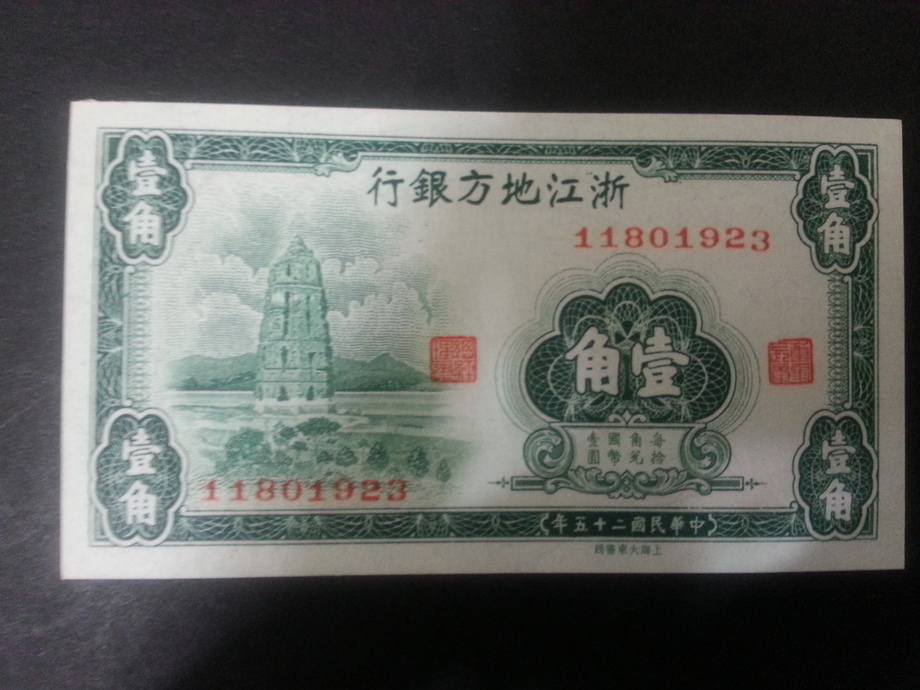 浙江地方銀行
壹角
壹角
11801923
壹角
每拾
角兌
國幣
壹圓
11801923
壹角
壹角
中華民國二十五年
上海大東書局